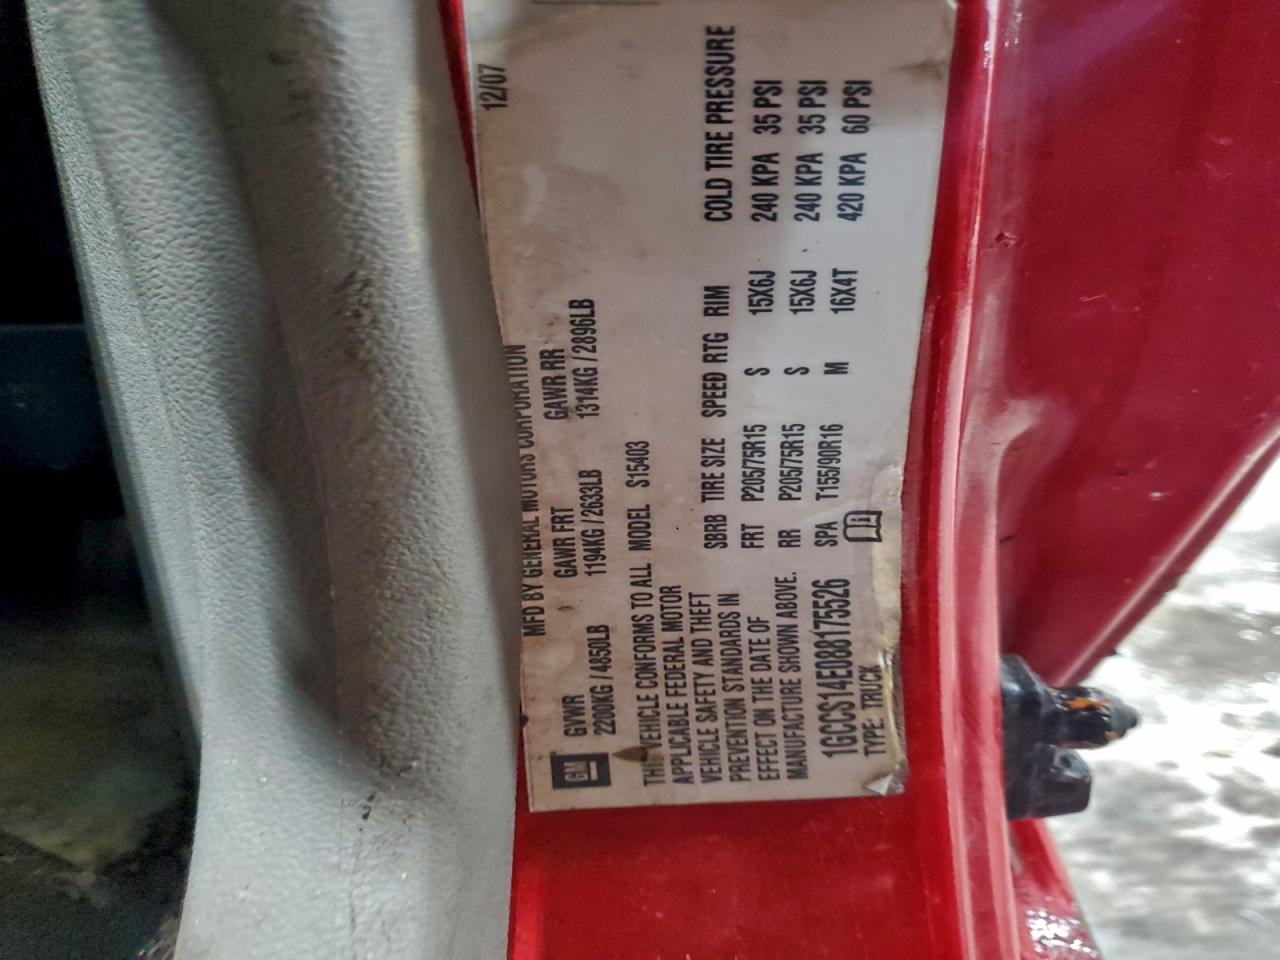 MFD BY GENERAL MOTORS CORPORATION 12/07
GM GVWR GAWR FRT GAWR RR
2200KG / 4850LB 1194KG / 2633LB 1314KG / 2896LB
THIS VEHICLE CONFORMS TO ALL MODEL S15403
APPLICABLE FEDERAL MOTOR
VEHICLE SAFETY AND THEFT
PREVENTION STANDARDS IN
EFFECT ON THE DATE OF
MANUFACTURE SHOWN ABOVE.
1GCCS14E088175526
TYPE: TRUCK
SBRB TIRE SIZE SPEED RTG RIM COLD TIRE PRESSURE
FRT P205/75R15 S 15X6J 240 KPA 35 PSI
RR P205/75R15 S 15X6J 240 KPA 35 PSI
SPA T155/90R16 M 16X4T 420 KPA 60 PSI